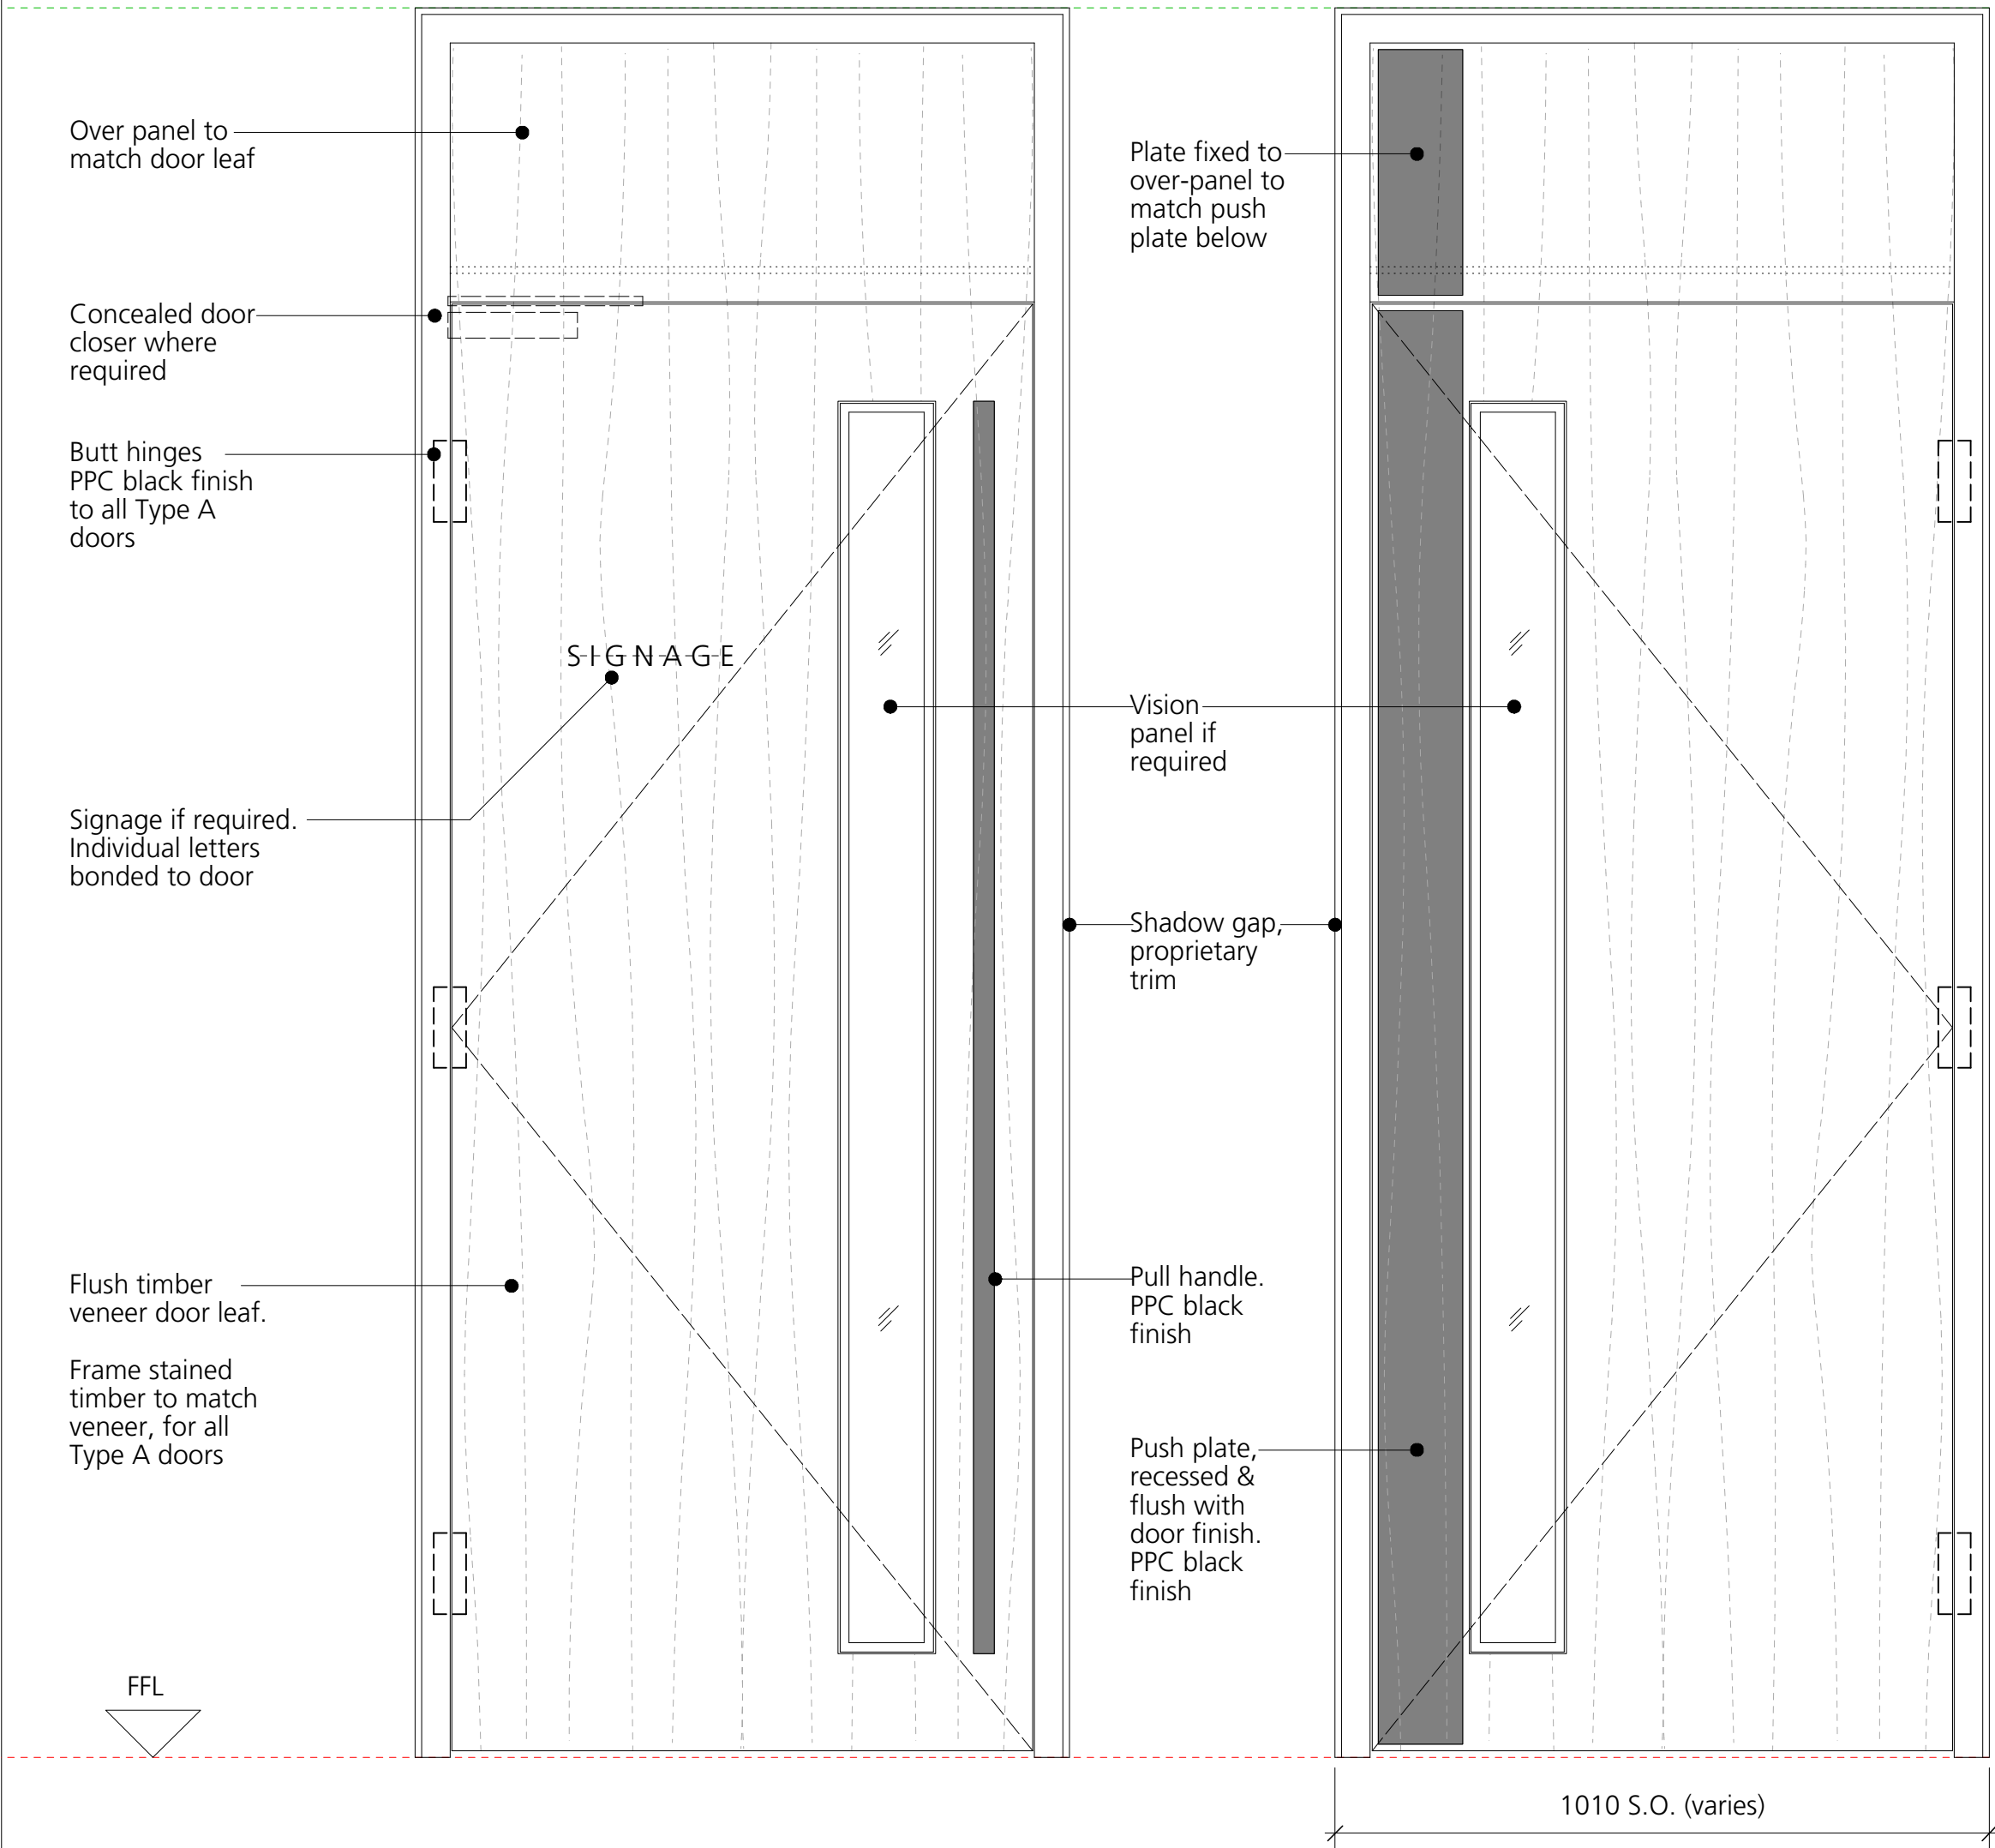 Over panel to
match door leaf
Concealed door
closer where
required
Butt hinges
PPC black finish
to all Type A
doors
SIGNAGE
Signage if required.
Individual letters
bonded to door
Flush timber
veneer door leaf.
Frame stained
timber to match
veneer, for all
Type A doors
FFL
Plate fixed to
over-panel to
match push
plate below
Vision
panel if
required
Shadow gap,
proprietary
trim
Pull handle.
PPC black
finish
Push plate,
recessed &
flush with
door finish.
PPC black
finish
1010 S.O. (varies)